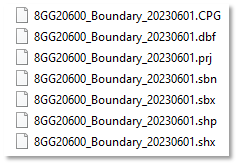 8GG20600_Boundary_20230601.CPG
8GG20600_Boundary_20230601.dbf
8GG20600_Boundary_20230601.prj
8GG20600_Boundary_20230601.sbn
8GG20600_Boundary_20230601.sbx
8GG20600_Boundary_20230601.shp
8GG20600_Boundary_20230601.shx